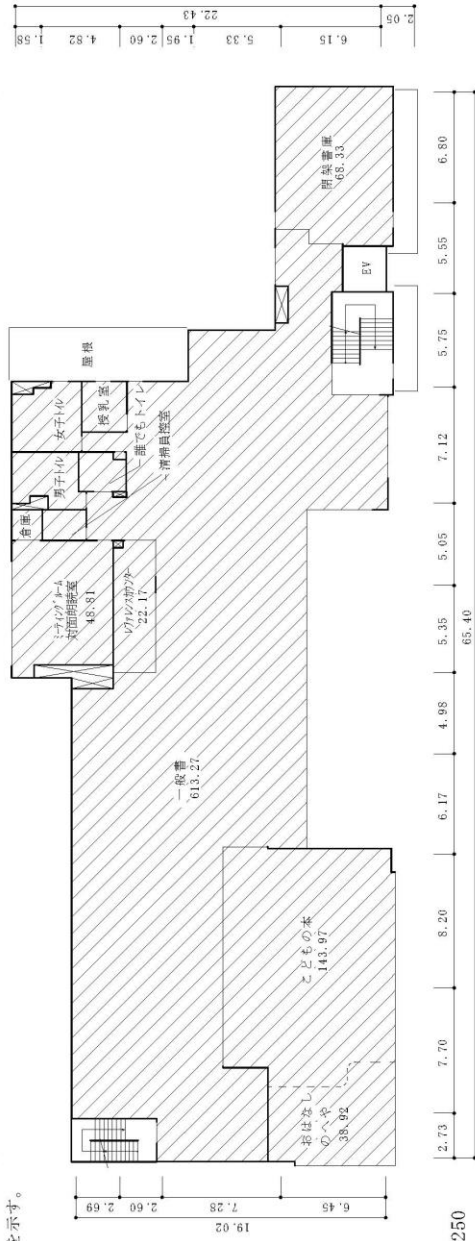 を示す。
屋根
女子トイレ
授乳室
男子トイレ
倉庫
誰でもトイレ
清掃員控室
ミーティングルーム
対面朗読室
48.81
レファレンスカウンター
22.17
一般書
613.27
こどもの本
143.97
おはなし
のへや
38.92
閉架書庫
68.33
EV
1.58
4.82
2.60
1.95
5.33
6.15
2.05
22.43
2.69
2.60
7.28
6.45
19.02
2.73
7.70
8.20
6.17
4.98
5.35
5.05
7.12
5.75
5.55
6.80
65.40
250